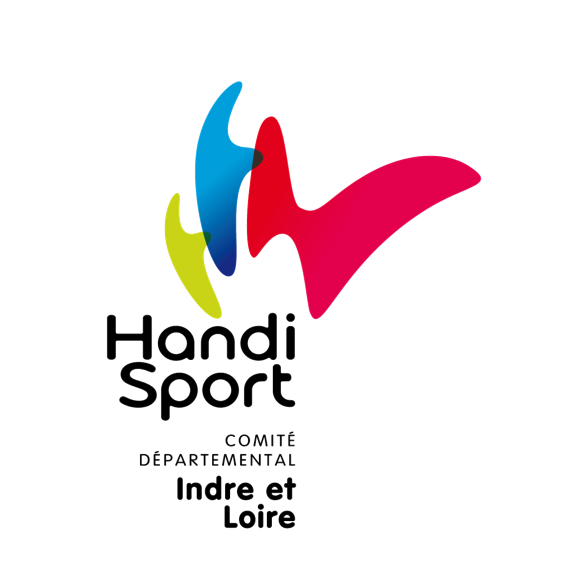 Handi
Sport
COMITÉ
DÉPARTEMENTAL
Indre et
Loire